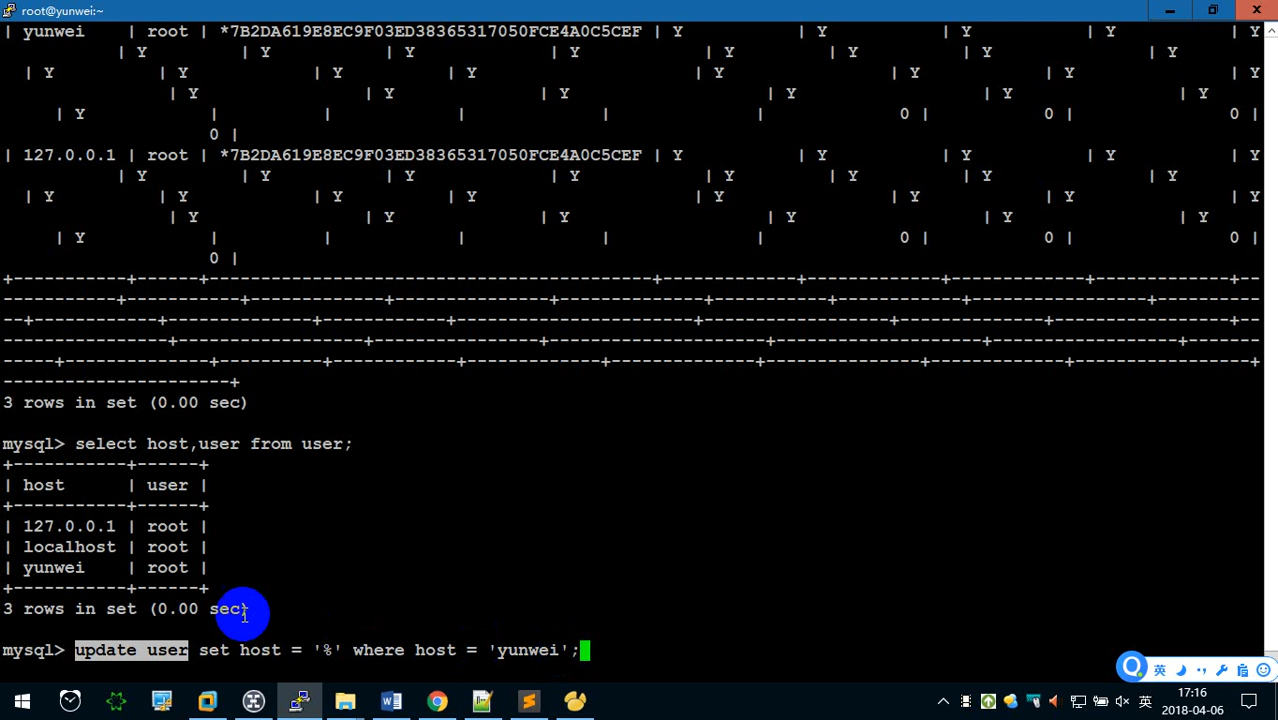 root@yunwei:~
| yunwei    | root | *7B2DA619E8EC9F03ED38365317050FCE4A0C5CEF | Y           | Y            | Y           | Y             | Y
           | Y         | Y           | Y             | Y            | Y         | Y          | Y               | Y
  | Y          | Y            | Y          | Y                     | Y                | Y            | Y               | Y
                | Y                | Y              | Y                   | Y                  | Y                | Y
     | Y            |          |            |             |              |             0 |           0 |               0 |
                    0 |
| 127.0.0.1 | root | *7B2DA619E8EC9F03ED38365317050FCE4A0C5CEF | Y           | Y            | Y           | Y             | Y
           | Y         | Y           | Y             | Y            | Y         | Y          | Y               | Y
  | Y          | Y            | Y          | Y                     | Y                | Y            | Y               | Y
                | Y                | Y              | Y                   | Y                  | Y                | Y
     | Y            |          |            |             |              |             0 |           0 |               0 |
                    0 |
3 rows in set (0.00 sec)
mysql> select host,user from user;
| host      | user |
| 127.0.0.1 | root |
| localhost | root |
| yunwei    | root |
3 rows in set (0.00 sec)
mysql> update user set host = '%' where host = 'yunwei';
英
英
17:16
2018-04-06